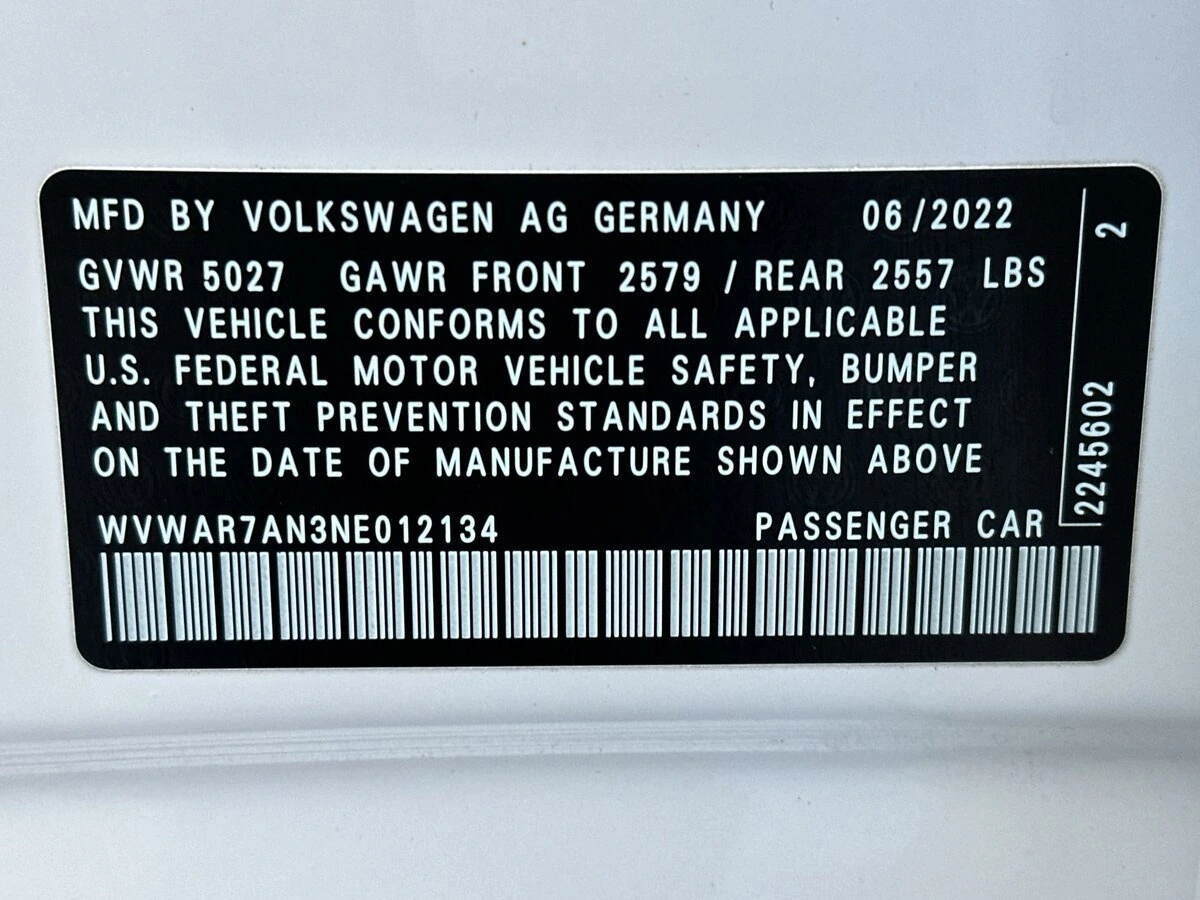 MFD BY VOLKSWAGEN AG GERMANY 06/2022
GVWR 5027 GAWR FRONT 2579 / REAR 2557 LBS
THIS VEHICLE CONFORMS TO ALL APPLICABLE
U.S. FEDERAL MOTOR VEHICLE SAFETY, BUMPER
AND THEFT PREVENTION STANDARDS IN EFFECT
ON THE DATE OF MANUFACTURE SHOWN ABOVE
WVWAR7AN3NE012134 PASSENGER CAR
2245602 2